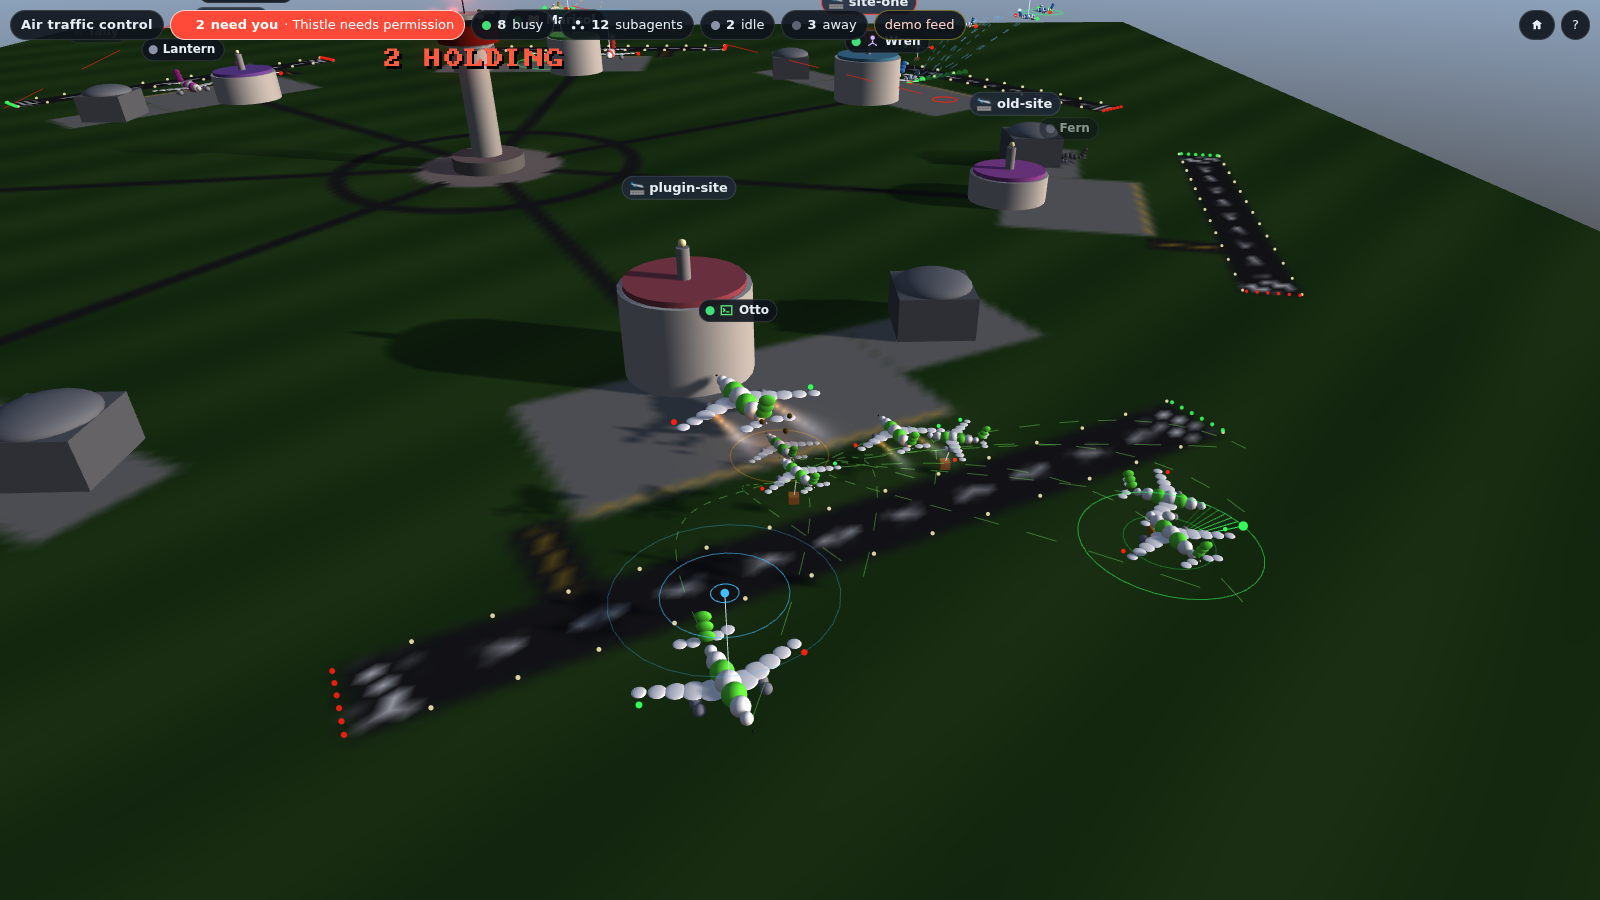 Air traffic control
2 need you · Thistle needs permission
8 busy
12 subagents
2 idle
3 away
demo feed
?
site-one
Wren
Lantern
2 HOLDING
old-site
Fern
plugin-site
Otto